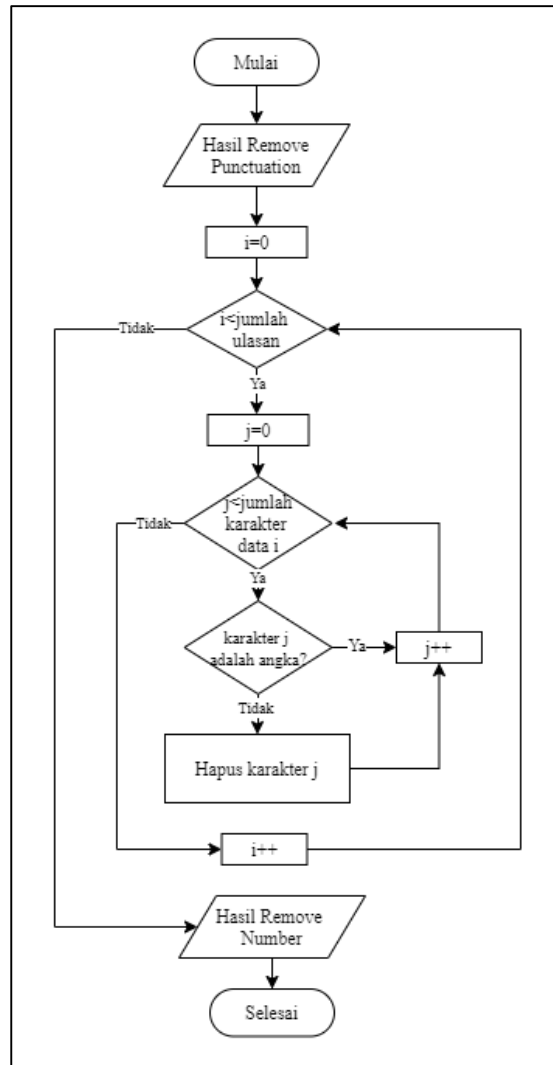 Mulai
Hasil Remove
Punctuation
i=0
i<jumlah
ulasan
Tidak
Ya
j=0
j<jumlah
karakter
data i
Tidak
Ya
karakter j
adalah angka?
Ya
j++
Tidak
Hapus karakter j
i++
Hasil Remove
Number
Selesai